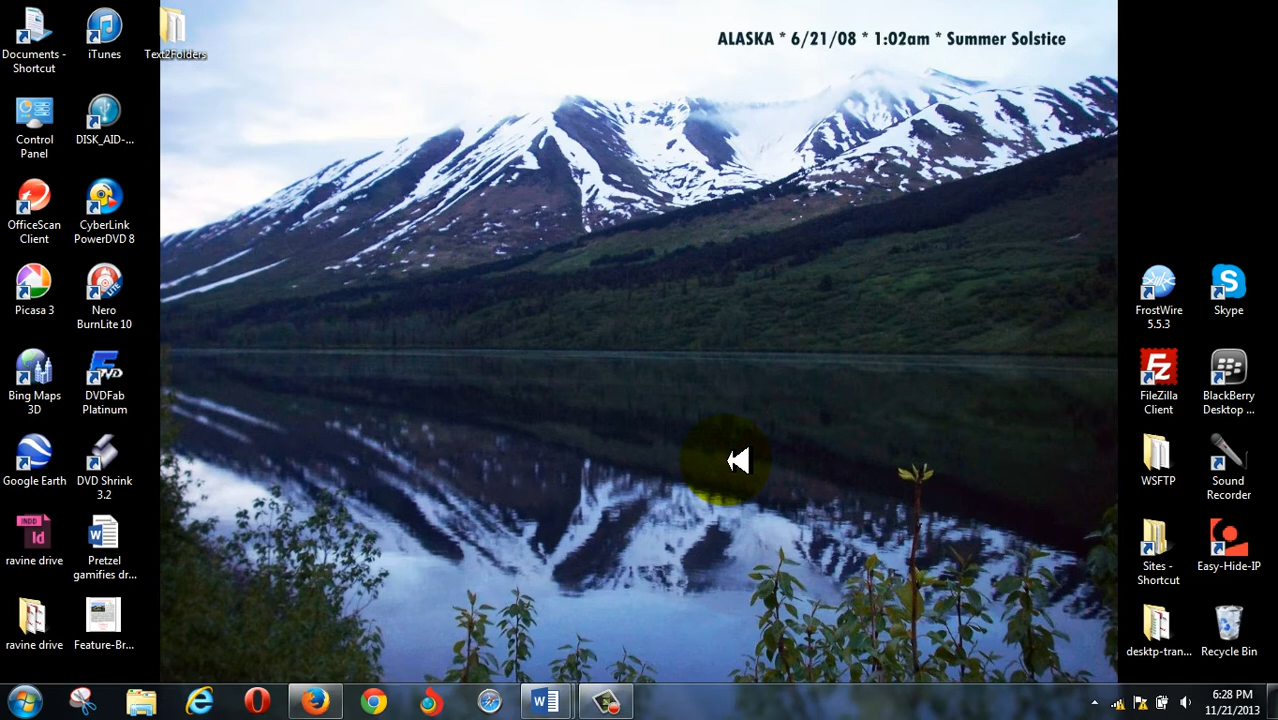 ALASKA * 6/21/08 * 1:02am * Summer Solstice
Documents -
Shortcut
iTunes
Text2Folders
Control
Panel
DISK_AID-...
OfficeScan
Client
CyberLink
PowerDVD 8
Picasa 3
Nero
BurnLite 10
Bing Maps
3D
DVDFab
Platinum
Google Earth
DVD Shrink
3.2
INDD
Id
ravine drive
W
Pretzel
gamifies dr...
ravine drive
Feature-Br...
FrostWire
5.5.3
S
Skype
Fz
FileZilla
Client
BlackBerry
Desktop ...
WSFTP
Sound
Recorder
Sites -
Shortcut
Easy-Hide-IP
desktp-tran...
Recycle Bin
W
6:28 PM
11/21/2013